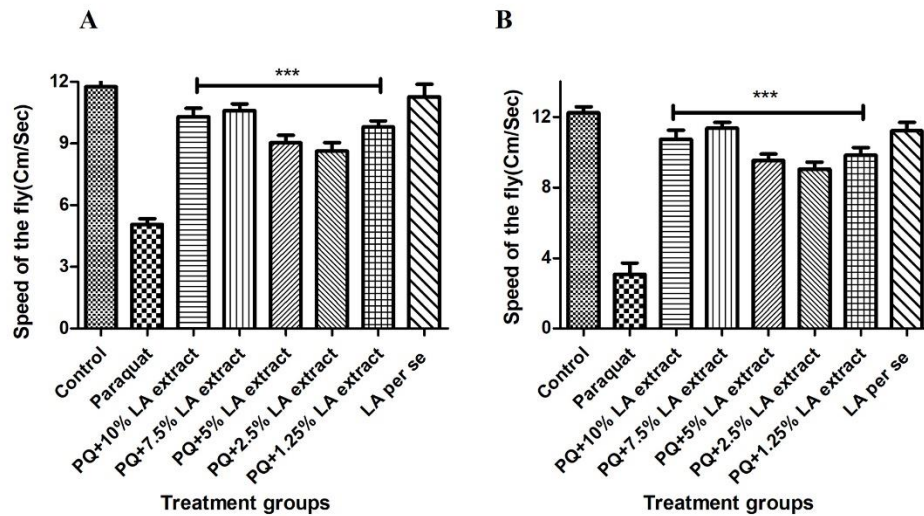 A
Speed of the fly(Cm/Sec)
12
9
6
3
0
***
Control
Paraquat
PQ+10% LA extract
PQ+7.5% LA extract
PQ+5% LA extract
PQ+2.5% LA extract
PQ+1.25% LA extract
LA per se
Treatment groups
B
Speed of the fly(Cm/Sec)
12
8
4
0
***
Control
Paraquat
PQ+10% LA extract
PQ+7.5% LA extract
PQ+5% LA extract
PQ+2.5% LA extract
PQ+1.25% LA extract
LA per se
Treatment groups